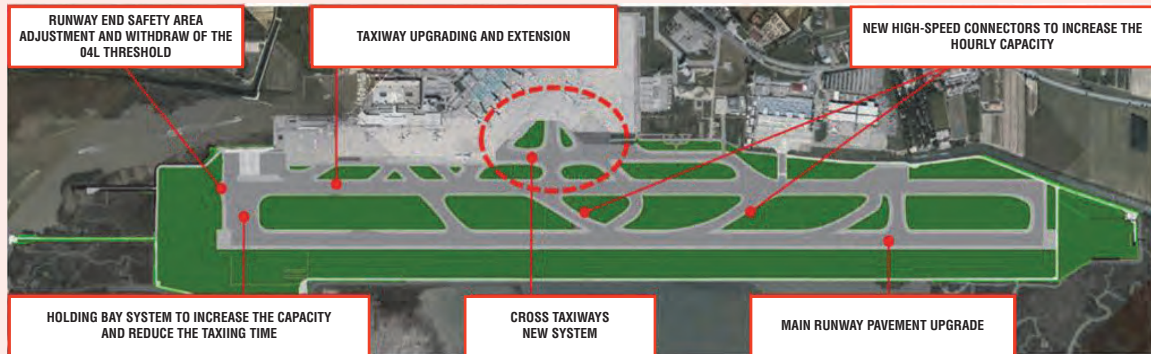 RUNWAY END SAFETY AREA
ADJUSTMENT AND WITHDRAW OF THE
04L THRESHOLD
TAXIWAY UPGRADING AND EXTENSION
NEW HIGH-SPEED CONNECTORS TO INCREASE THE
HOURLY CAPACITY
HOLDING BAY SYSTEM TO INCREASE THE CAPACITY
AND REDUCE THE TAXIING TIME
CROSS TAXIWAYS
NEW SYSTEM
MAIN RUNWAY PAVEMENT UPGRADE